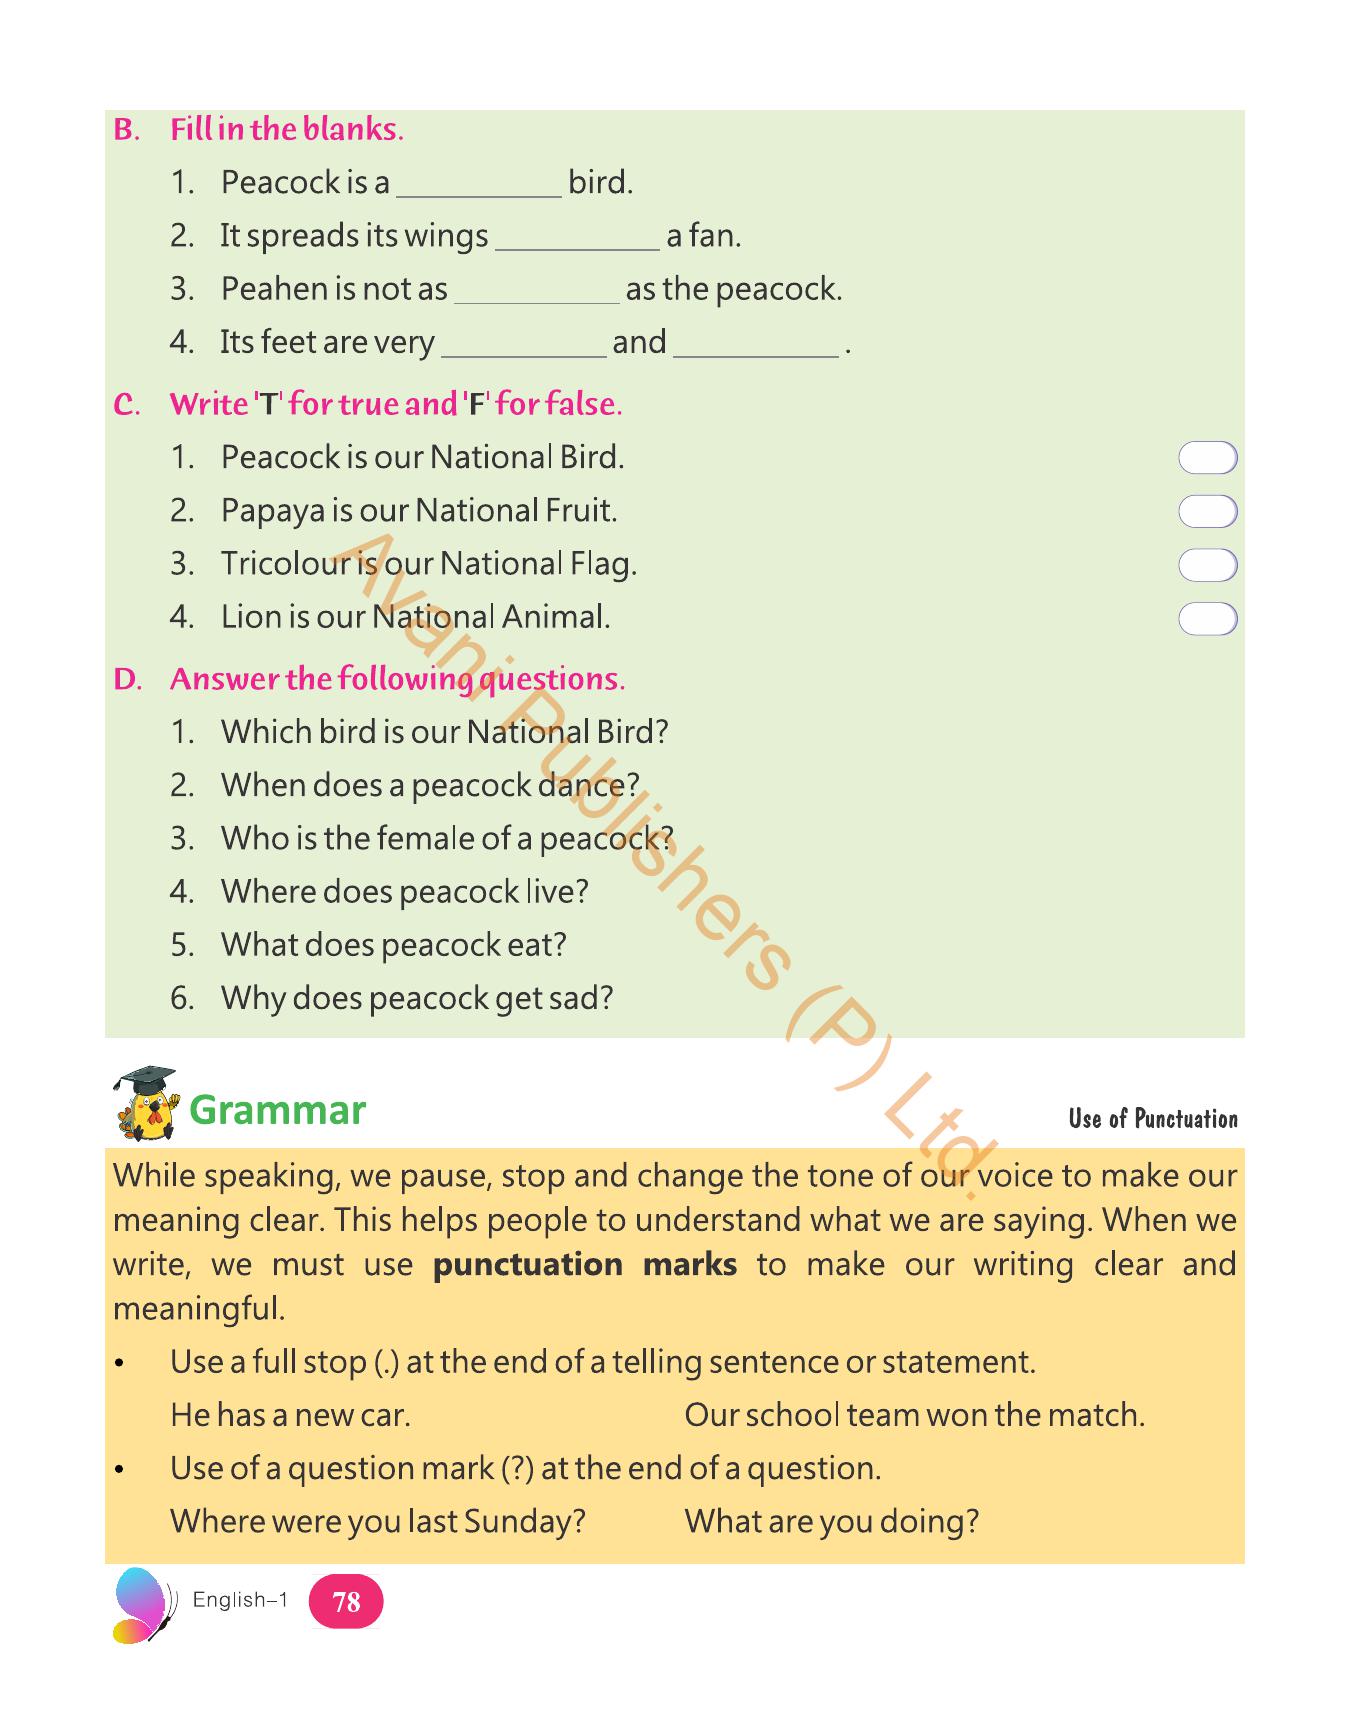 B. Fill in the blanks.
1. Peacock is a __________ bird.
2. It spreads its wings __________ a fan.
3. Peahen is not as __________ as the peacock.
4. Its feet are very __________ and __________ .
C. Write 'T' for true and 'F' for false.
1. Peacock is our National Bird.
2. Papaya is our National Fruit.
3. Tricolour is our National Flag.
4. Lion is our National Animal.
D. Answer the following questions.
1. Which bird is our National Bird?
2. When does a peacock dance?
3. Who is the female of a peacock?
4. Where does peacock live?
5. What does peacock eat?
6. Why does peacock get sad?
Avani Publishers (P) Ltd.
Grammar
Use of Punctuation
While speaking, we pause, stop and change the tone of our voice to make our
meaning clear. This helps people to understand what we are saying. When we
write, we must use punctuation marks to make our writing clear and
meaningful.
• Use a full stop (.) at the end of a telling sentence or statement.
He has a new car. Our school team won the match.
• Use of a question mark (?) at the end of a question.
Where were you last Sunday? What are you doing?
English–1 78